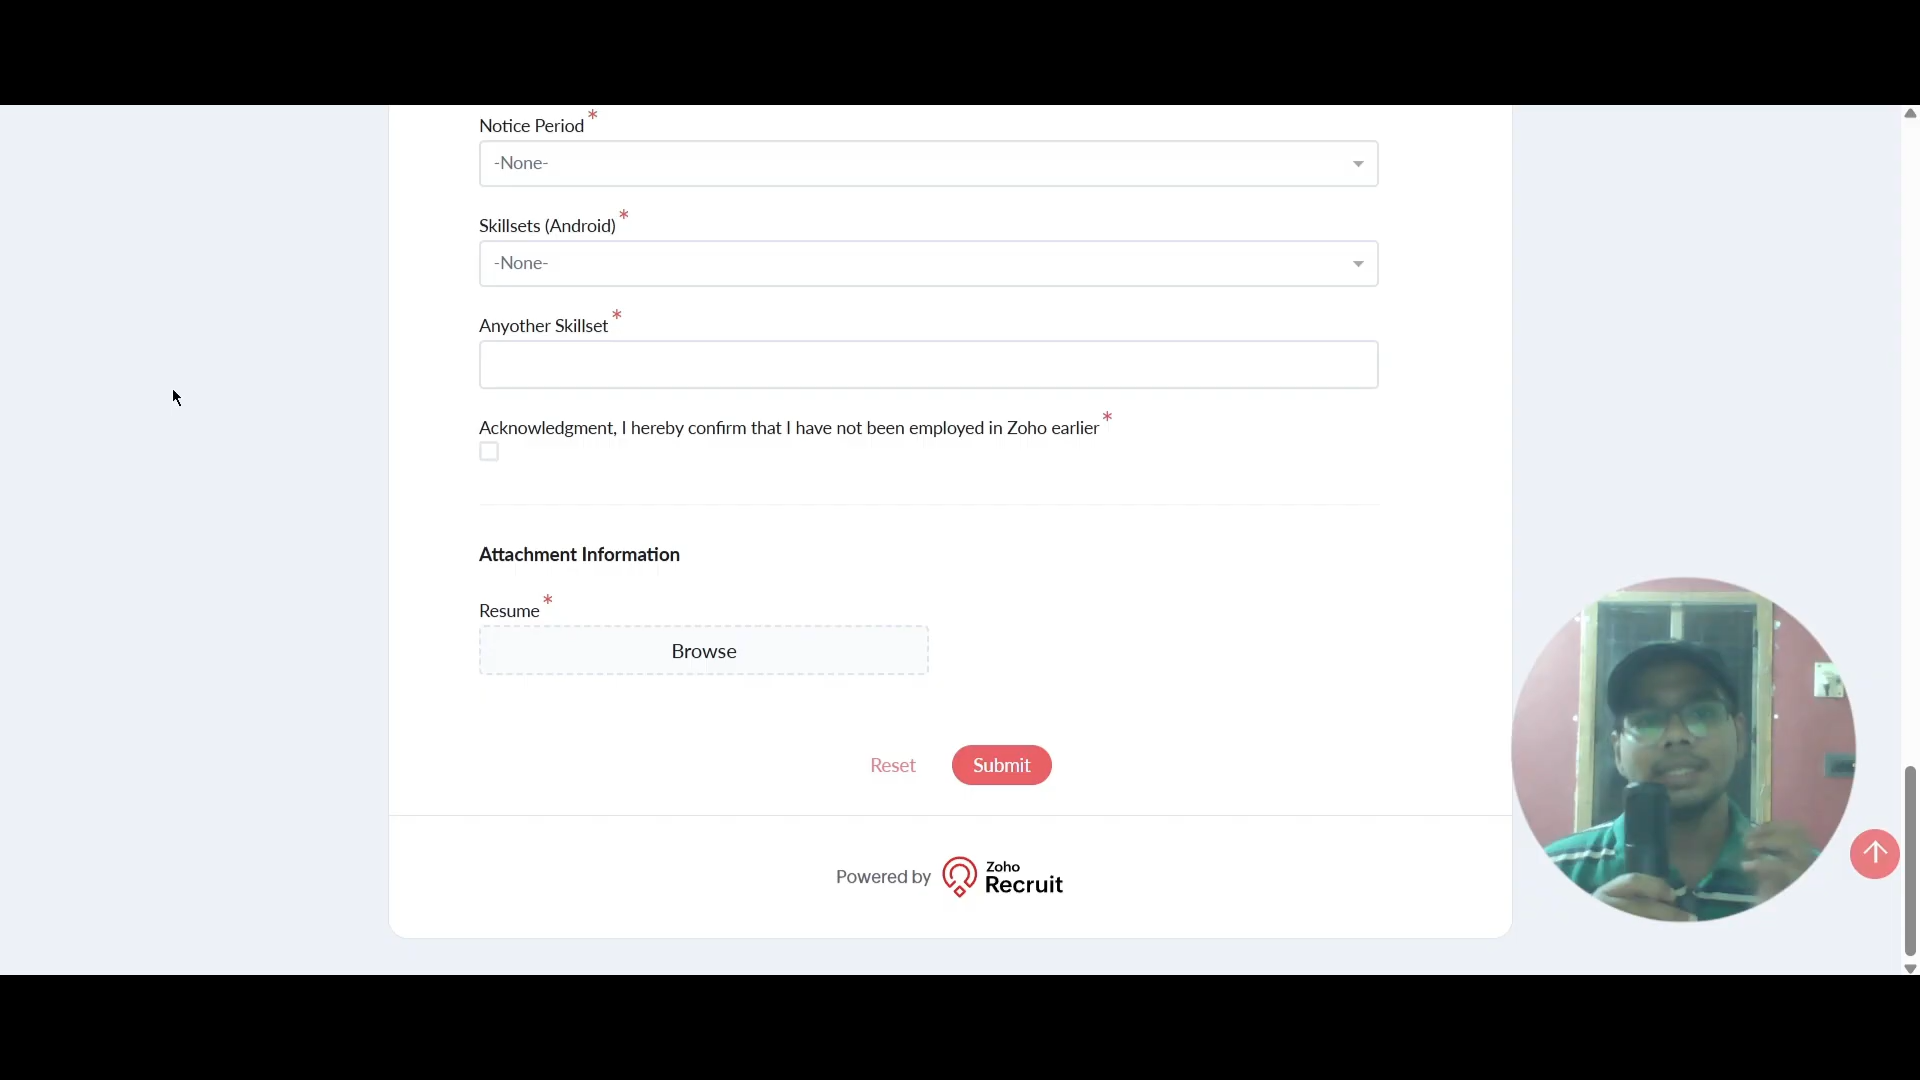 Notice Period *
-None-
Skillsets (Android) *
-None-
Anyother Skillset *
Acknowledgment, I hereby confirm that I have not been employed in Zoho earlier *
Attachment Information
Resume *
Browse
Reset Submit
Powered by Zoho Recruit